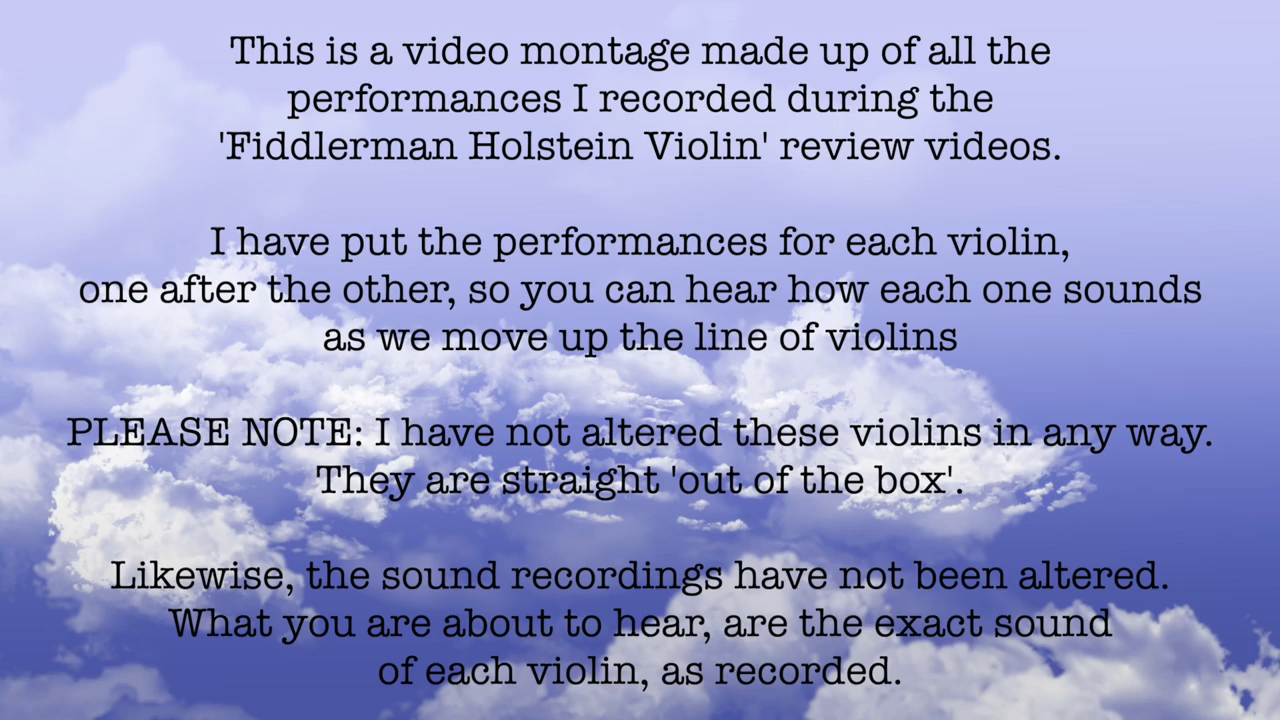 This is a video montage made up of all the
performances I recorded during the
'Fiddlerman Holstein Violin' review videos.
I have put the performances for each violin,
one after the other, so you can hear how each one sounds
as we move up the line of violins
PLEASE NOTE: I have not altered these violins in any way.
They are straight 'out of the box'.
Likewise, the sound recordings have not been altered.
What you are about to hear, are the exact sound
of each violin, as recorded.